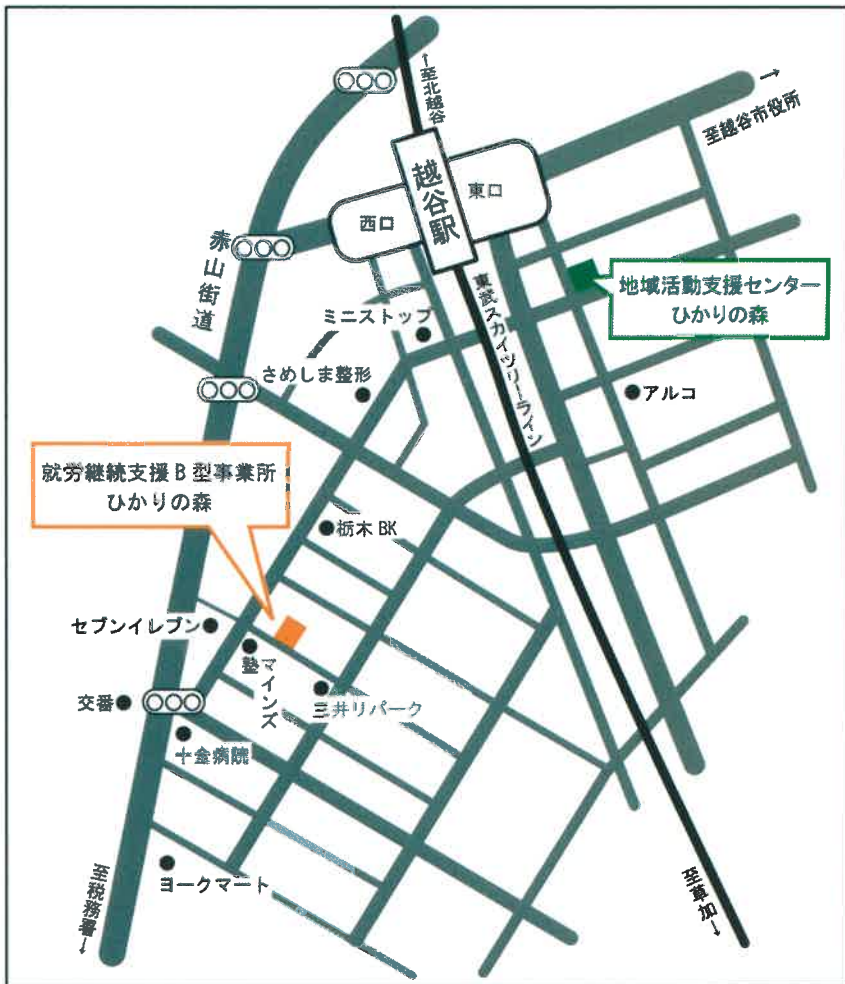 ←至北越谷
→
至越谷市役所
越谷駅
東口
西口
赤山街道
東武スカイツリーライン
地域活動支援センター
ひかりの森
ミニストップ
さめしま整形
アルコ
就労継続支援B型事業所
ひかりの森
栃木BK
セブンイレブン
塾マインズ
交番
三井リパーク
十全病院
ヨークマート
至税務署→
至草加→